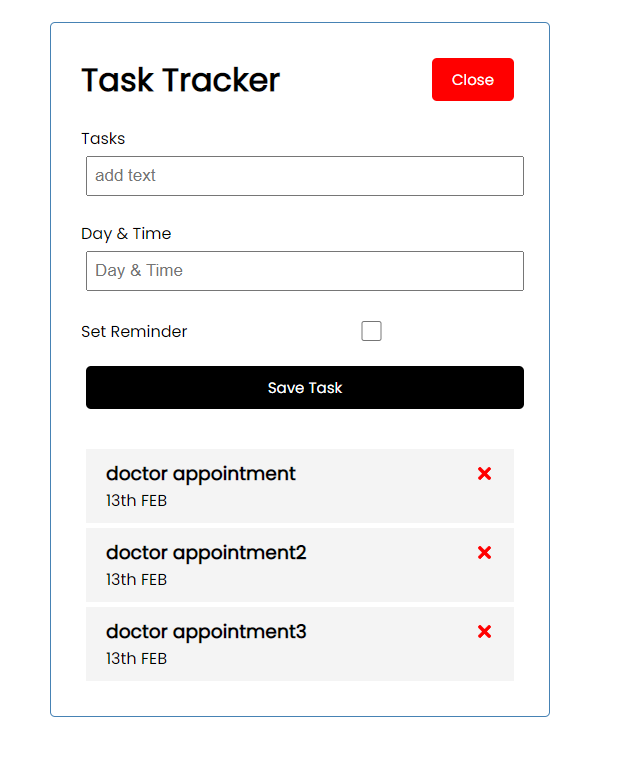 Task Tracker
Close
Tasks
add text
Day & Time
Day & Time
Set Reminder
Save Task
doctor appointment
13th FEB
doctor appointment2
13th FEB
doctor appointment3
13th FEB